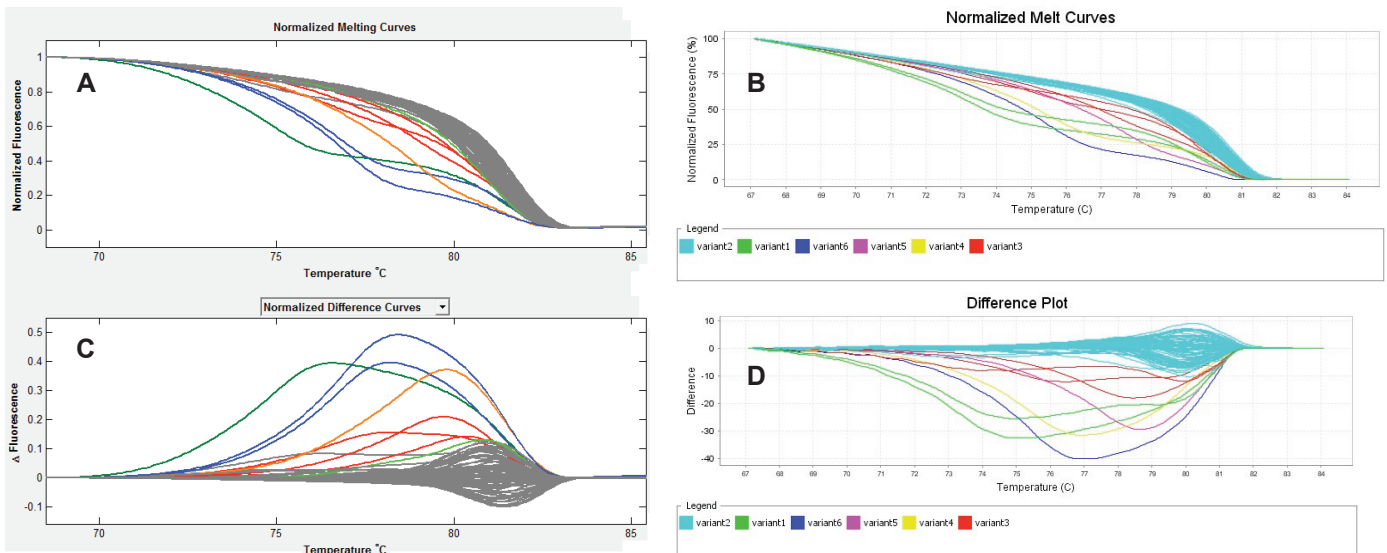 Normalized Melting Curves
A
Normalized Fluorescence
1
0.8
0.6
0.4
0.2
0
70
75
80
85
Temperature °C
Normalized Melt Curves
B
Normalized Fluorescence (%)
100
75
50
25
0
67 68 69 70 71 72 73 74 75 76 77 78 79 80 81 82 83 84
Temperature (C)
Legend
variant2 variant1 variant6 variant5 variant4 variant3
Normalized Difference Curves
C
Δ Fluorescence
0.5
0.4
0.3
0.2
0.1
0
-0.1
70
75
80
85
Temperature °C
Difference Plot
D
Difference
10
0
-10
-20
-30
-40
67 68 69 70 71 72 73 74 75 76 77 78 79 80 81 82 83 84
Temperature (C)
Legend
variant2 variant1 variant6 variant5 variant4 variant3